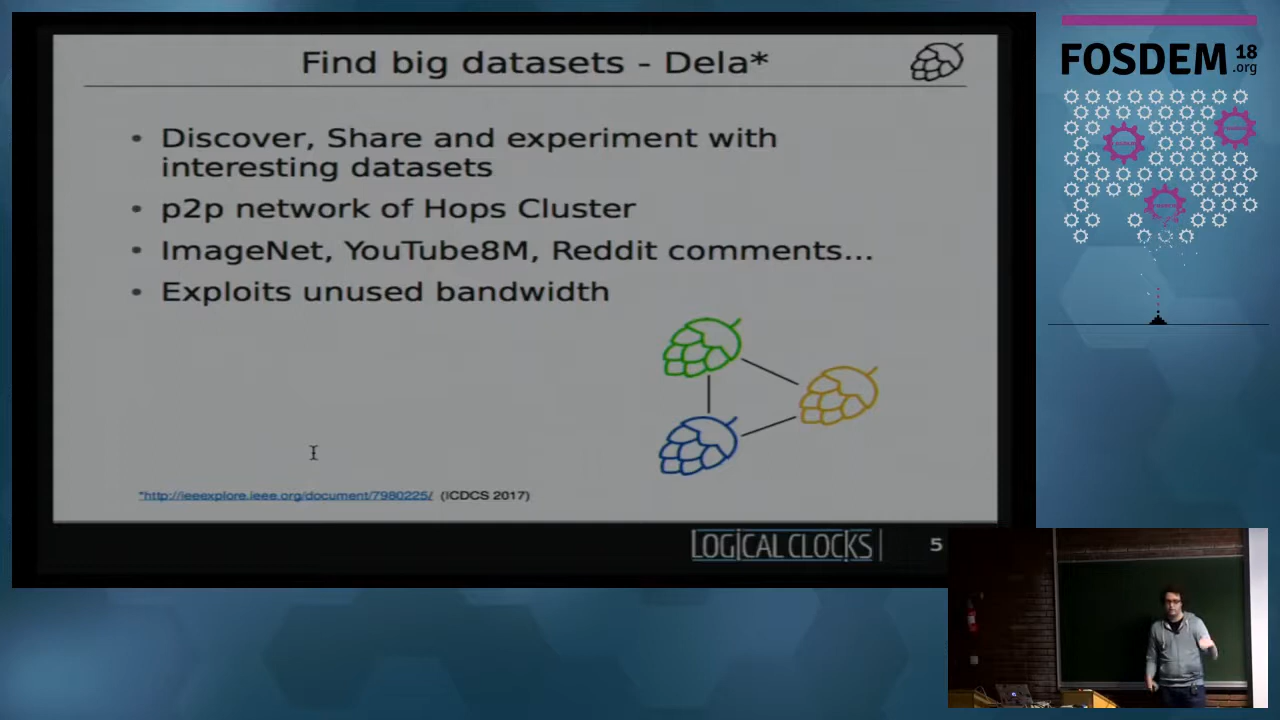 Find big datasets - Dela*
• Discover, Share and experiment with
interesting datasets
• p2p network of Hops Cluster
• ImageNet, YouTube8M, Reddit comments...
• Exploits unused bandwidth
*http://ieeexplore.ieee.org/document/7980225/ (ICDCS 2017)
LOGICAL CLOCKS
5
FOSDEM 18
.org